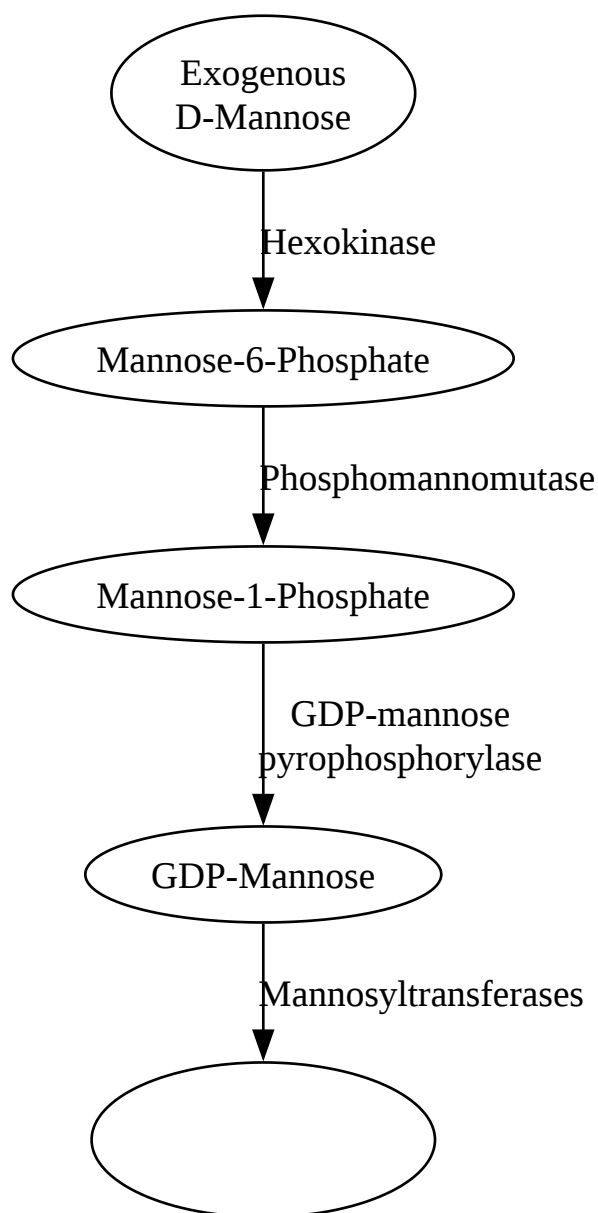 Exogenous
D-Mannose
Hexokinase
Mannose-6-Phosphate
Phosphomannomutase
Mannose-1-Phosphate
GDP-mannose
pyrophosphorylase
GDP-Mannose
Mannosyltransferases